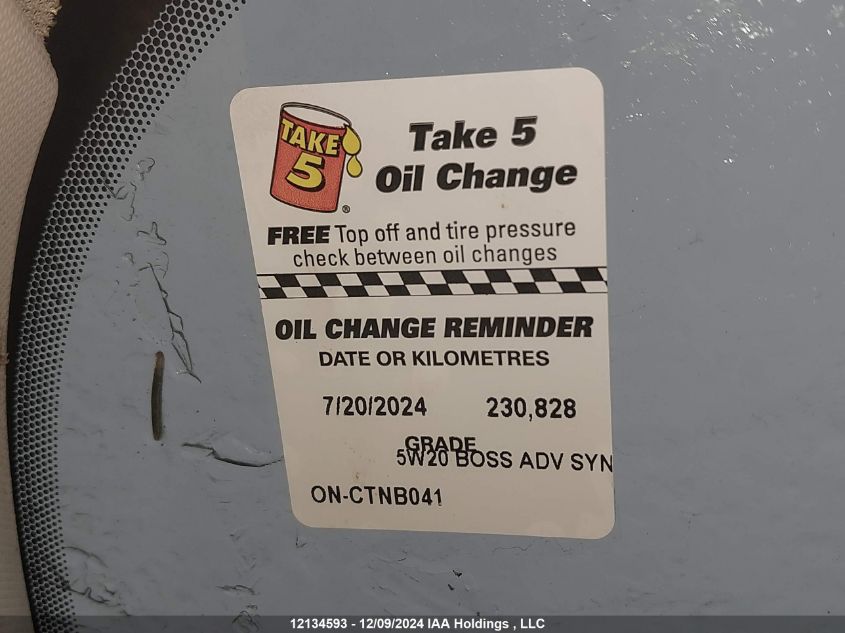 TAKE
5
®
Take 5
Oil Change
FREE Top off and tire pressure
check between oil changes
OIL CHANGE REMINDER
DATE OR KILOMETRES
7/20/2024 230,828
GRADE
5W20 BOSS ADV SYN
ON-CTNB041
12134593 - 12/09/2024 IAA Holdings , LLC